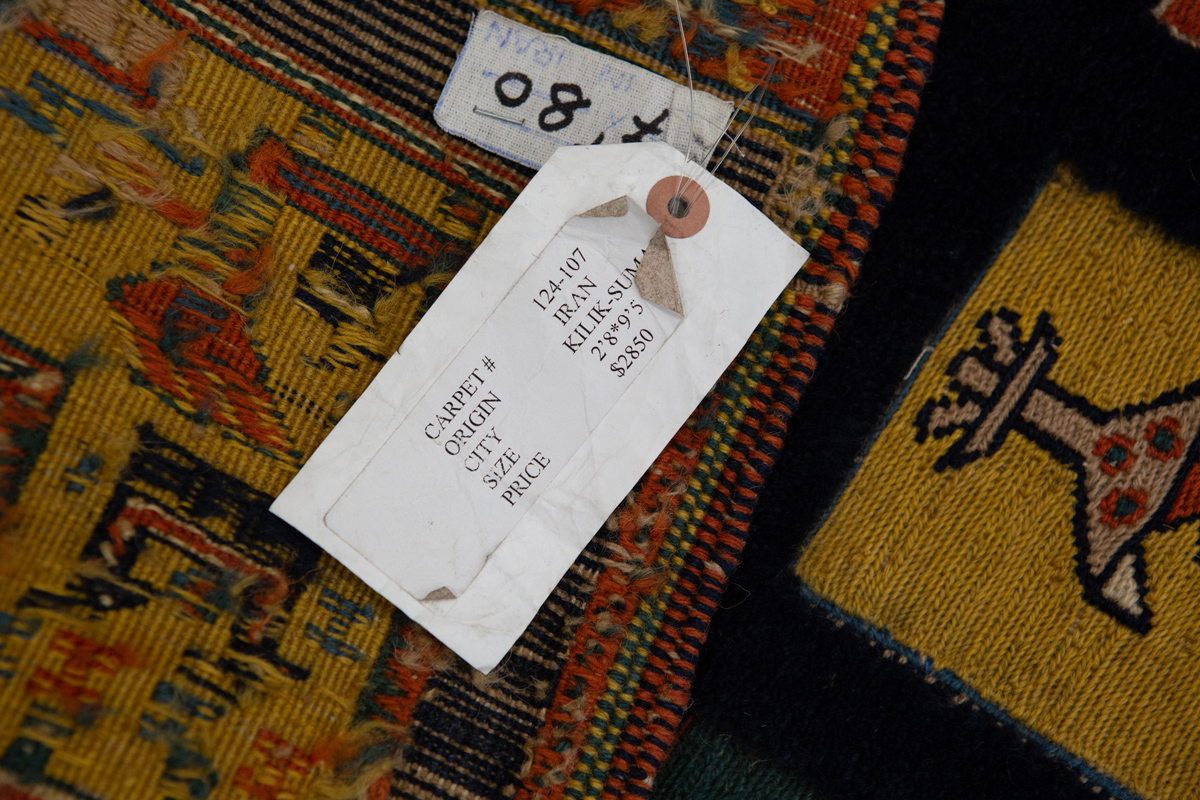 CARPET # 124-107
ORIGIN IRAN
CITY KILIK-SUMA
SIZE 2'8*9'5
PRICE $2850
08